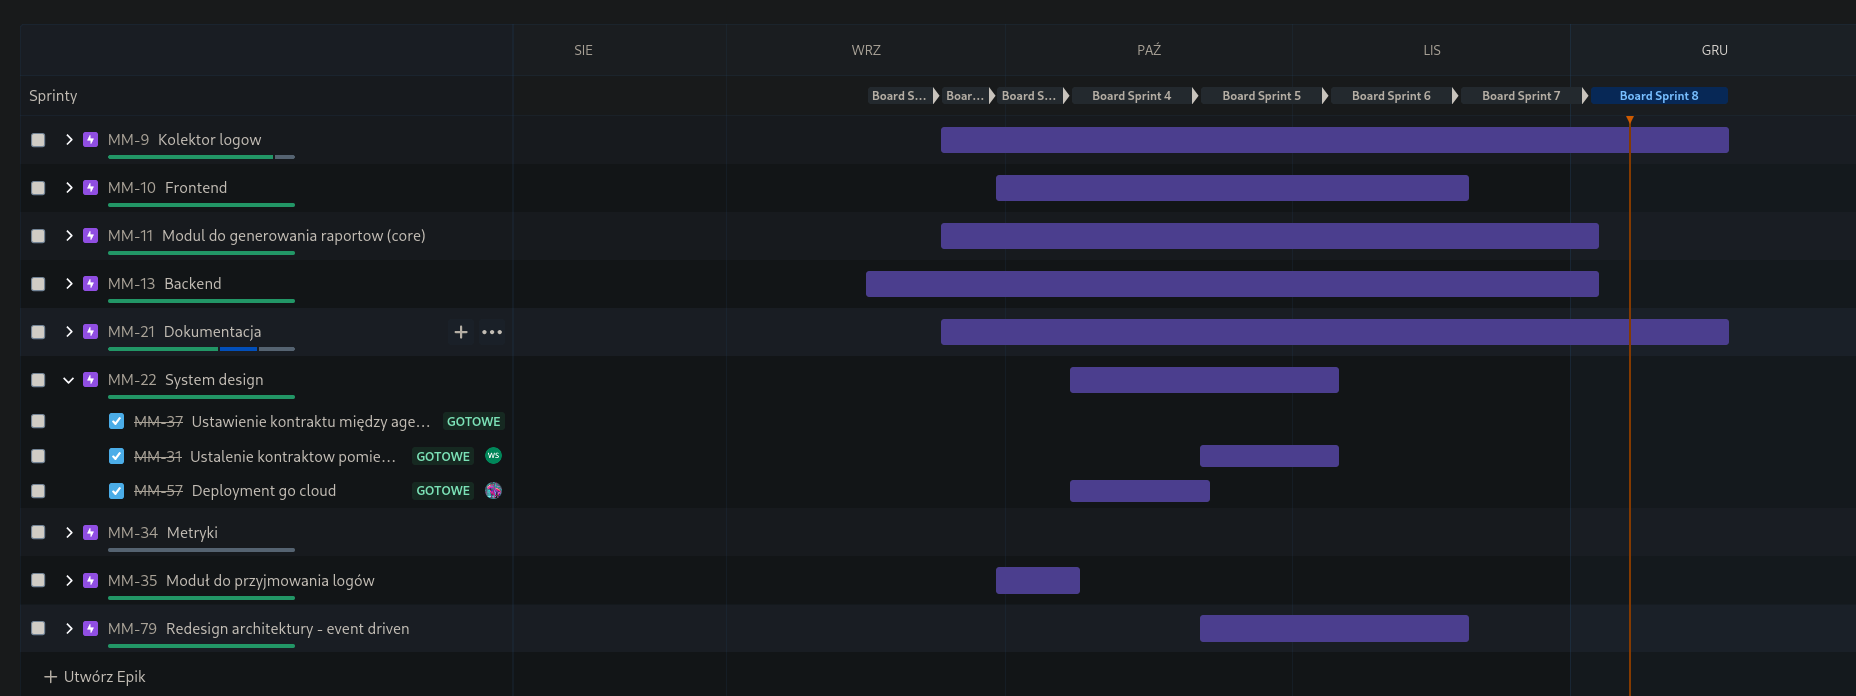 SIE WRZ PAŹ LIS GRU
Sprinty Board S... Boar... Board S... Board Sprint 4 Board Sprint 5 Board Sprint 6 Board Sprint 7 Board Sprint 8
MM-9 Kolektor logow
MM-10 Frontend
MM-11 Modul do generowania raportow (core)
MM-13 Backend
MM-21 Dokumentacja
MM-22 System design
MM-37 Ustawienie kontraktu między age... GOTOWE
MM-31 Ustalenie kontraktow pomie... GOTOWE WS
MM-57 Deployment go cloud GOTOWE
MM-34 Metryki
MM-35 Moduł do przyjmowania logów
MM-79 Redesign architektury - event driven
+ Utwórz Epik